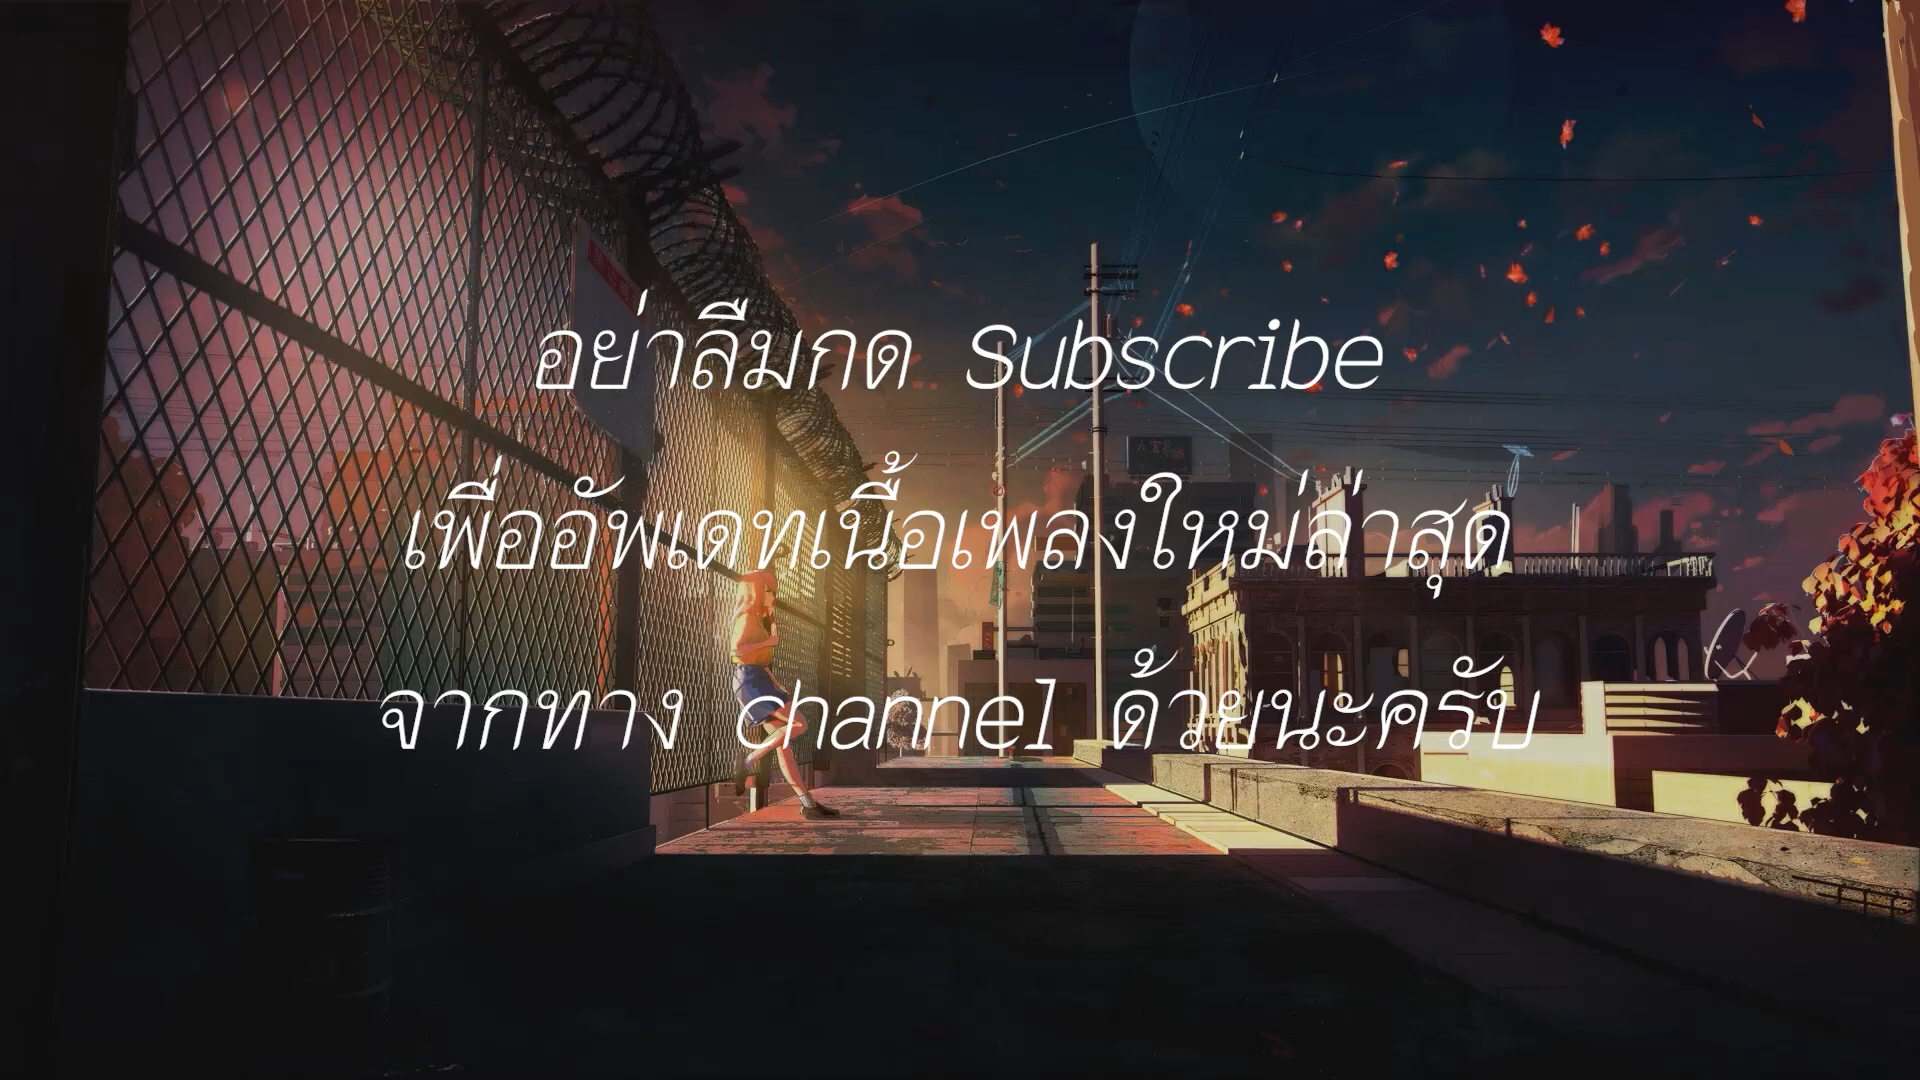 อย่าลืมกด Subscribe
เพื่ออัพเดทเนื้อเพลงใหม่ล่าสุด
จากทาง channel ด้วยนะครับ